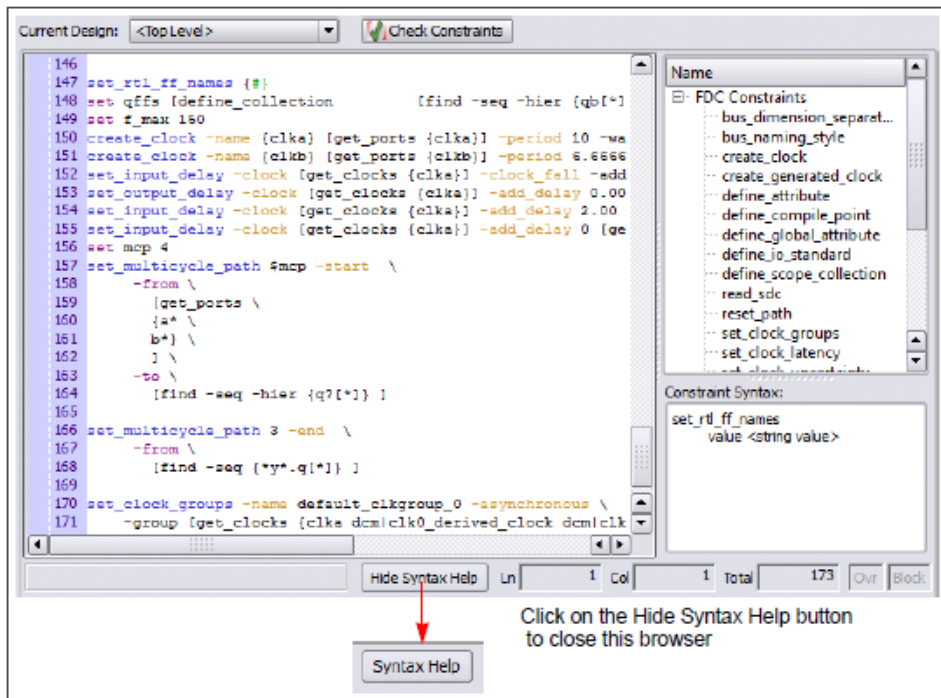 Current Design: <Top Level> Check Constraints
146
147 set_rtl_ff_names {#}
148 set qffs [define_collection [find -seq -hier {qb[*]
149 set f_max 150
150 create_clock -name {clka} [get_ports {clka}] -period 10 -wa
151 create_clock -name {clkb} [get_ports {clkb}] -period 6.6666
152 set_input_delay -clock [get_clocks {clka}] -clock_fall -add
153 set_output_delay -clock [get_clocks {clka}] -add_delay 0.00
154 set_input_delay -clock [get_clocks {clka}] -add_delay 2.00
155 set_input_delay -clock [get_clocks {clka}] -add_delay 0 [ge
156 set mcp 4
157 set_multicycle_path $mcp -start \
158 -from \
159 [get_ports \
160 {a* \
161 b*} \
162 ] \
163 -to \
164 [find -seq -hier {q?[*]} ]
165
166 set_multicycle_path 3 -end \
167 -from \
168 [find -seq {*y*.q[*]} ]
169
170 set_clock_groups -name default_clkgroup_0 -asynchronous \
171 -group [get_clocks {clka dcm|clk0_derived_clock dcm|clk
Name
FDC Constraints
bus_dimension_separat...
bus_naming_style
create_clock
create_generated_clock
define_attribute
define_compile_point
define_global_attribute
define_io_standard
define_scope_collection
read_sdc
reset_path
set_clock_groups
set_clock_latency
Constraint Syntax:
set_rtl_ff_names
value <string value>
Hide Syntax Help Ln 1 Col 1 Total 173 Ovr Block
Click on the Hide Syntax Help button
to close this browser
Syntax Help